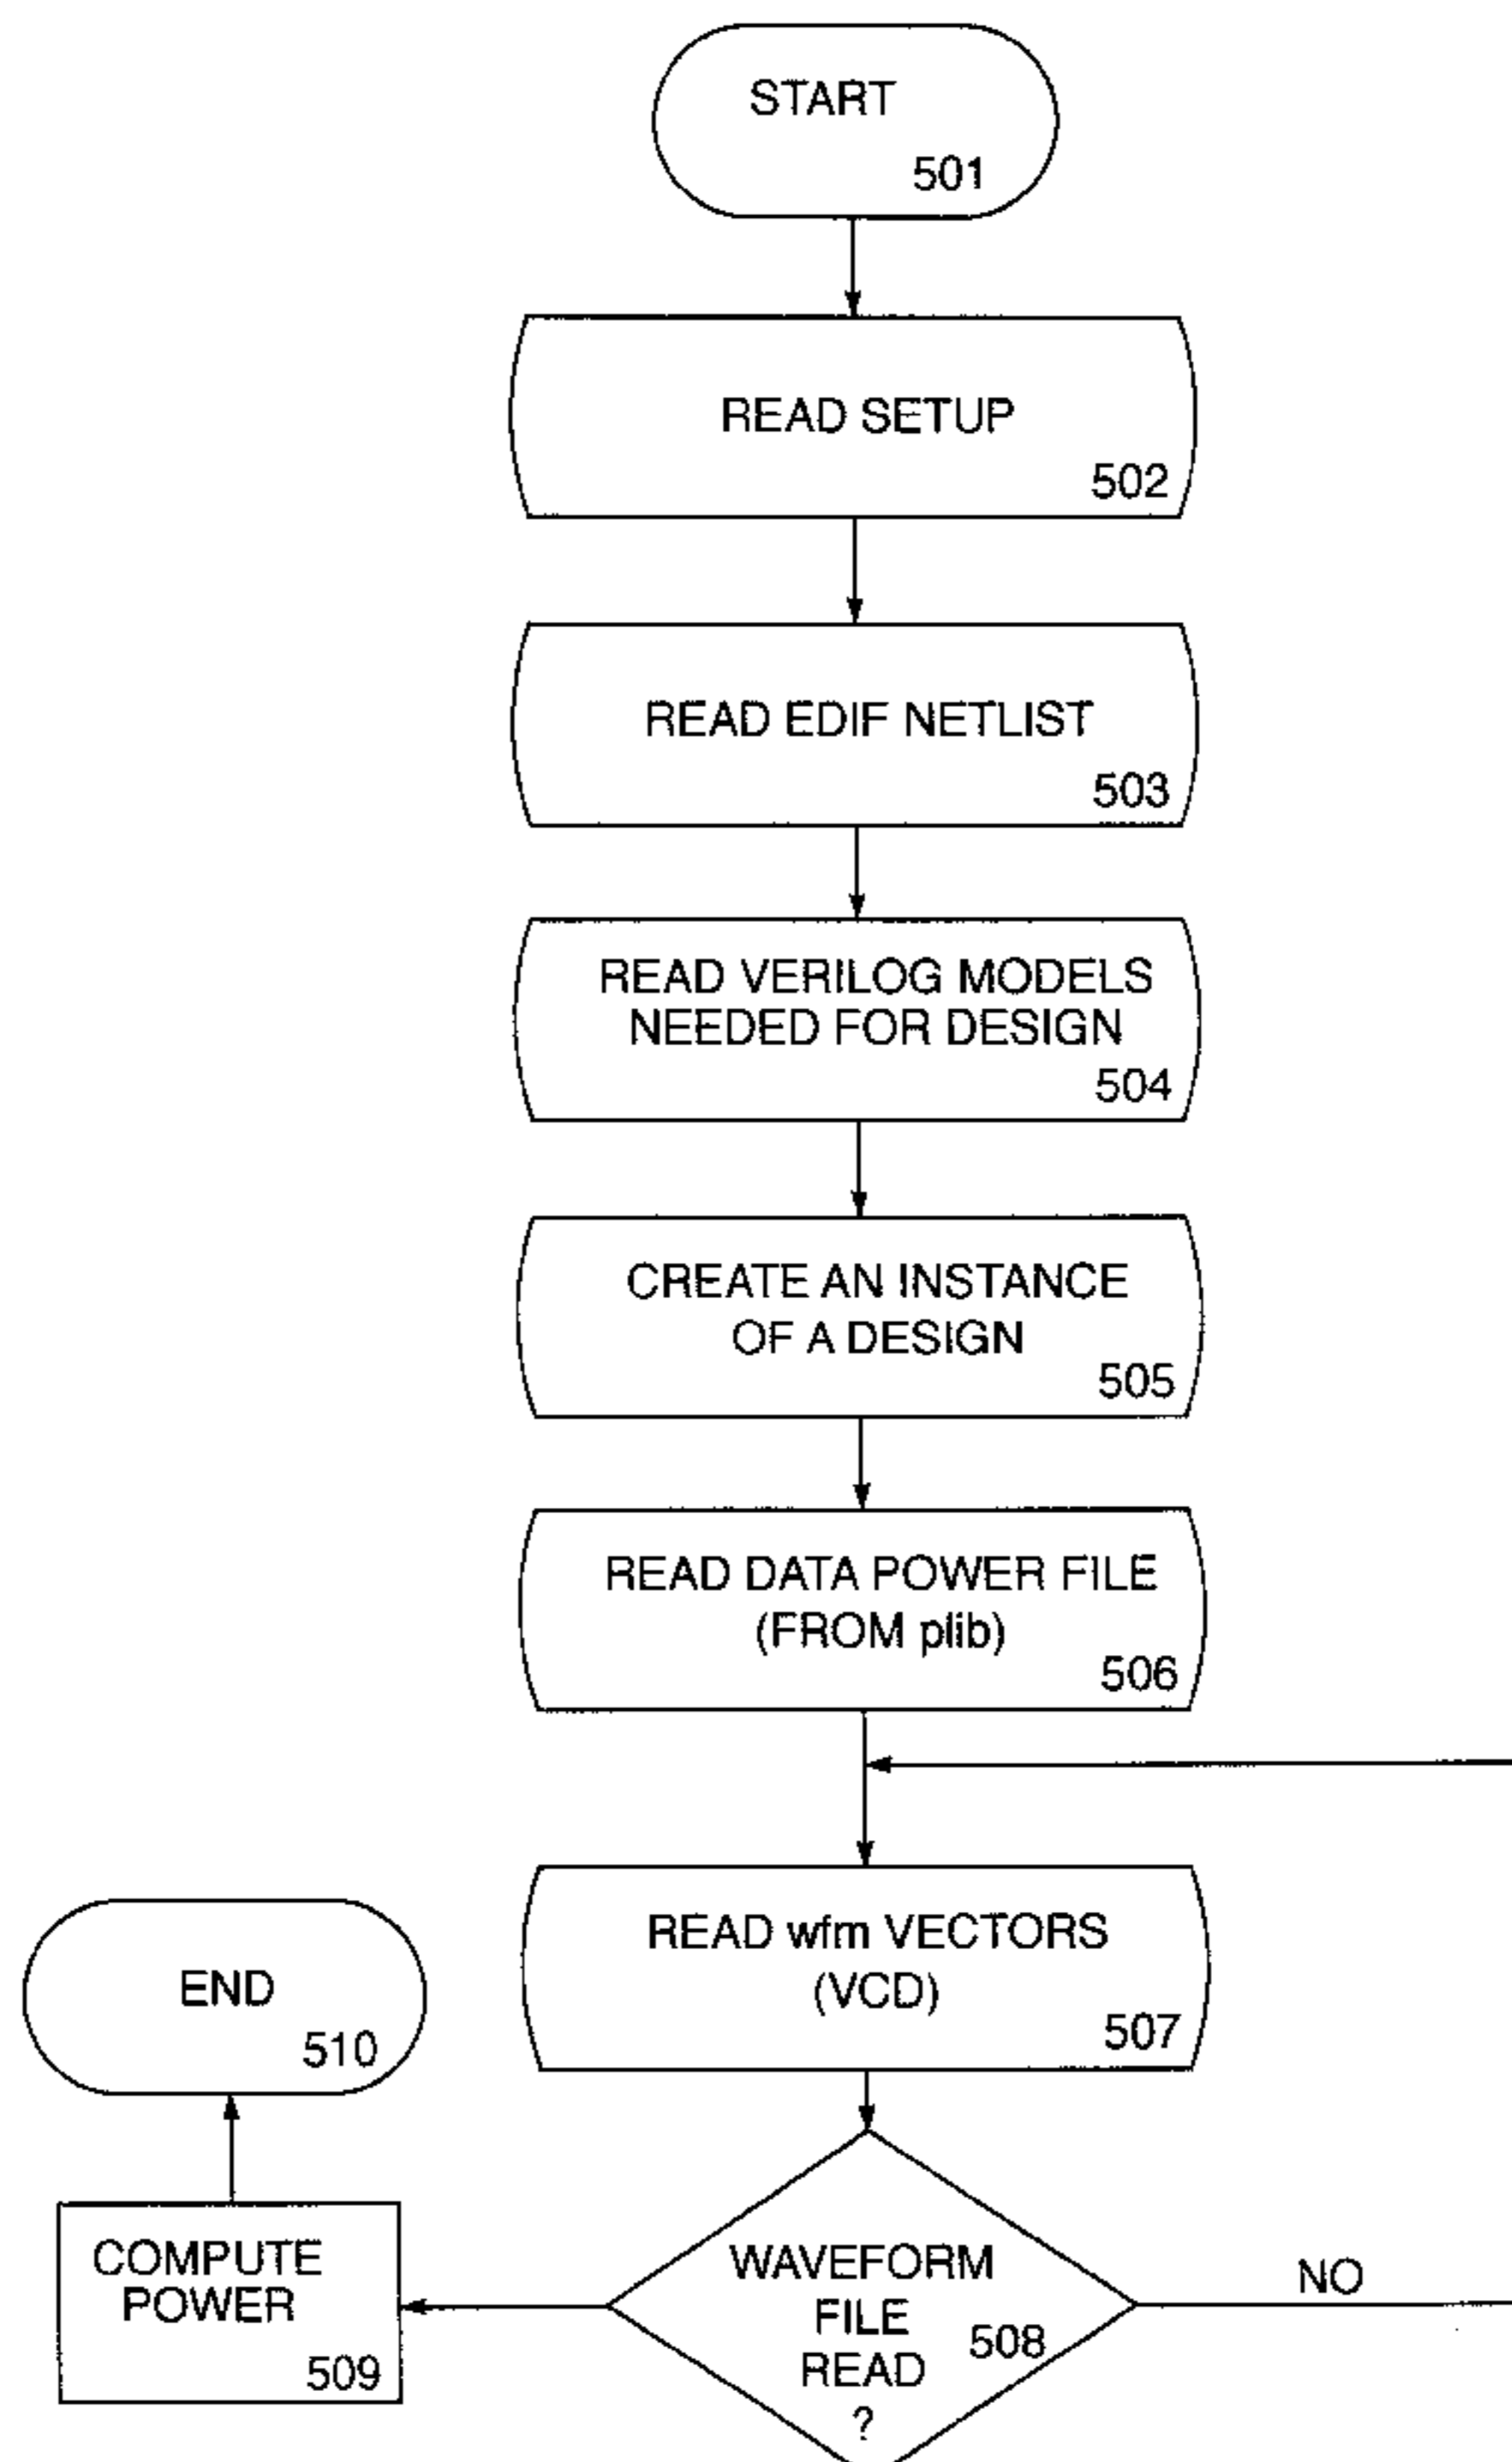 START
501
READ SETUP
502
READ EDIF NETLIST
503
READ VERILOG MODELS
NEEDED FOR DESIGN
504
CREATE AN INSTANCE
OF A DESIGN
505
READ DATA POWER FILE
(FROM plib)
506
READ wfm VECTORS
(VCD)
507
END
510
COMPUTE
POWER
509
WAVEFORM
FILE
READ
?
508
NO